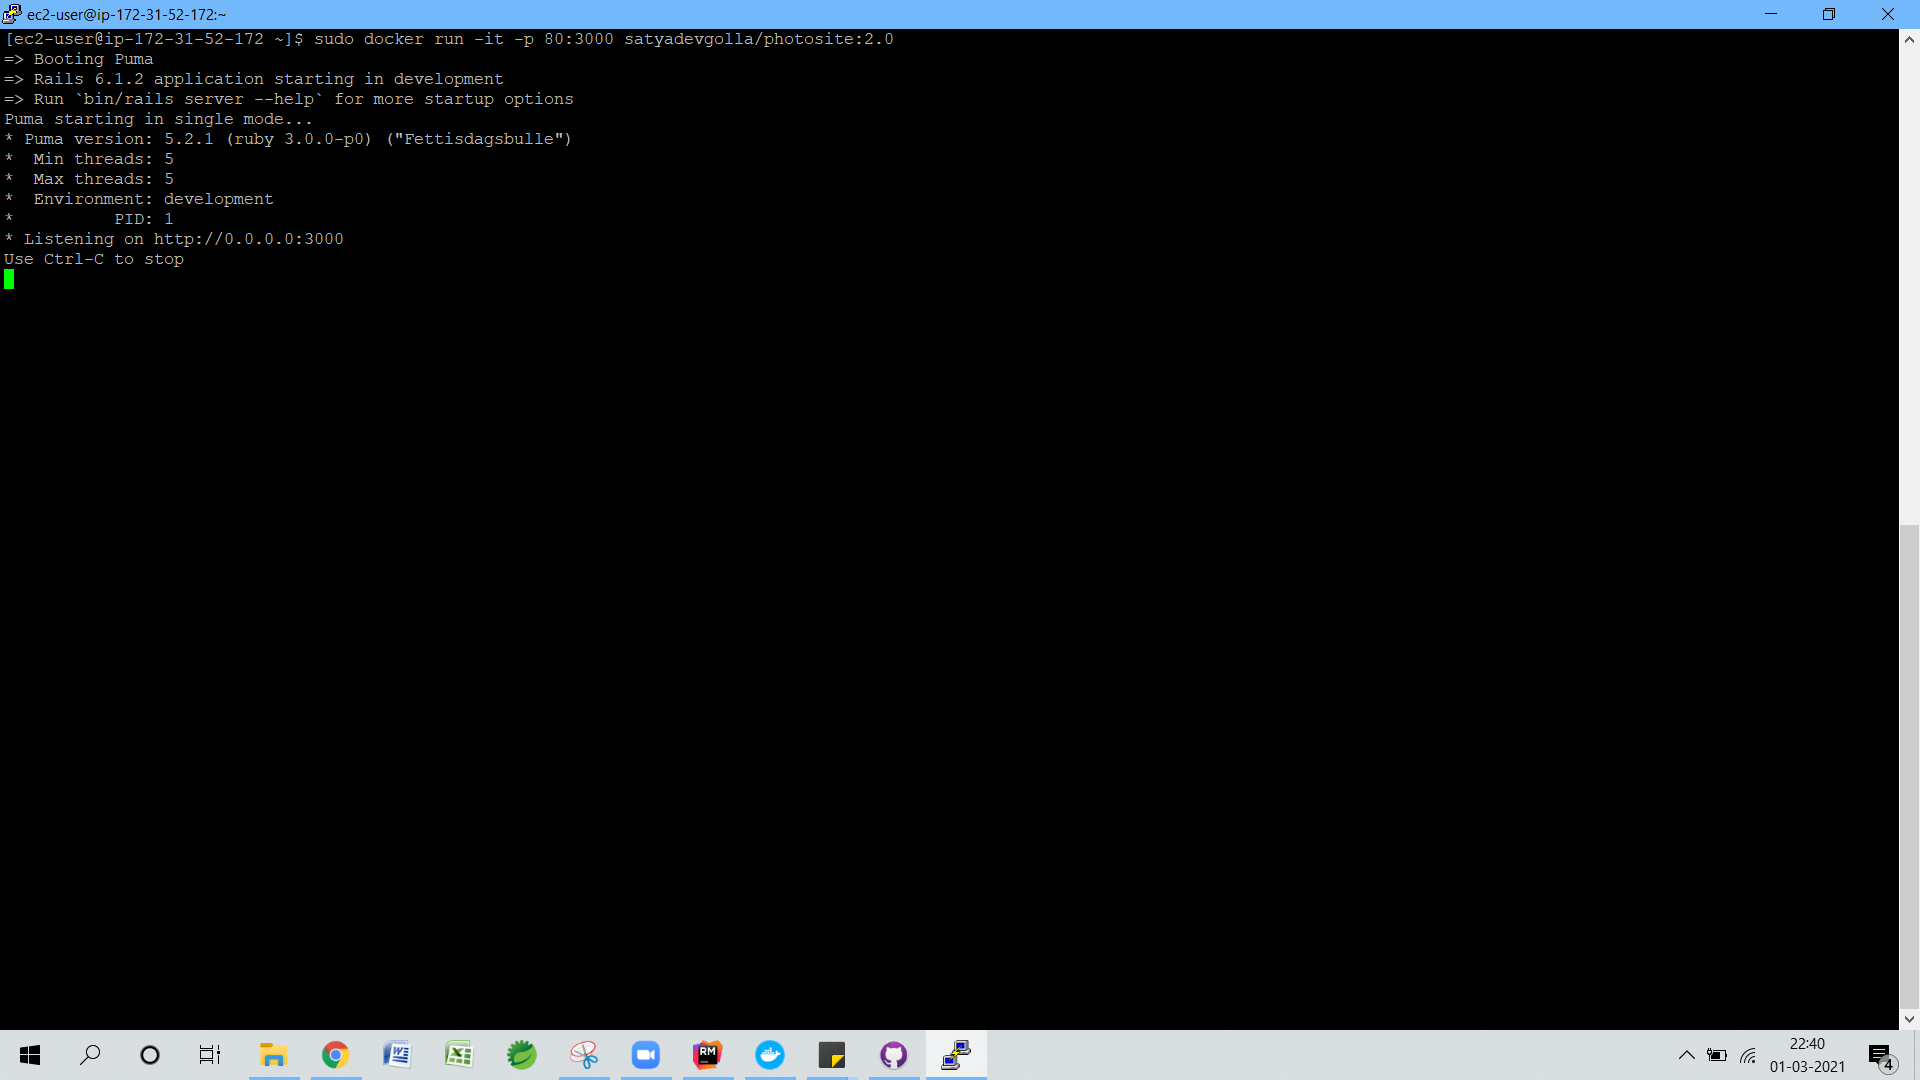 ec2-user@ip-172-31-52-172:~
[ec2-user@ip-172-31-52-172 ~]$ sudo docker run -it -p 80:3000 satyadevgolla/photosite:2.0
=> Booting Puma
=> Rails 6.1.2 application starting in development
=> Run `bin/rails server --help` for more startup options
Puma starting in single mode...
* Puma version: 5.2.1 (ruby 3.0.0-p0) ("Fettisdagsbulle")
*  Min threads: 5
*  Max threads: 5
*  Environment: development
*          PID: 1
* Listening on http://0.0.0.0:3000
Use Ctrl-C to stop
RM
22:40
01-03-2021
4